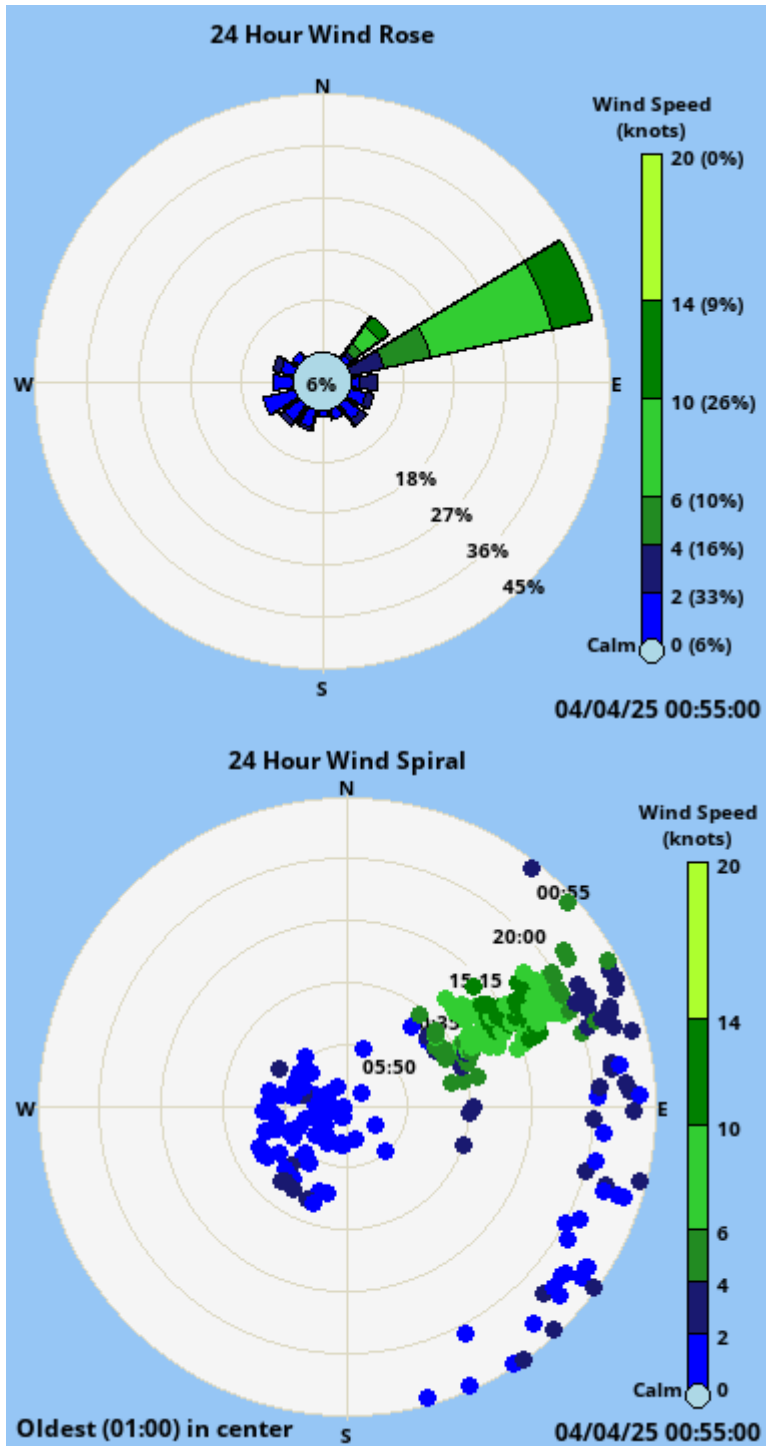 24 Hour Wind Rose
N
Wind Speed
(knots)
20 (0%)
14 (9%)
W
6%
E
10 (26%)
18%
6 (10%)
27%
4 (16%)
36%
2 (33%)
45%
Calm
0 (6%)
S
04/04/25 00:55:00
24 Hour Wind Spiral
N
Wind Speed
(knots)
20
00:55
20:00
15:15
14
05:50
W
E
10
6
4
2
Calm
0
Oldest (01:00) in center
S
04/04/25 00:55:00